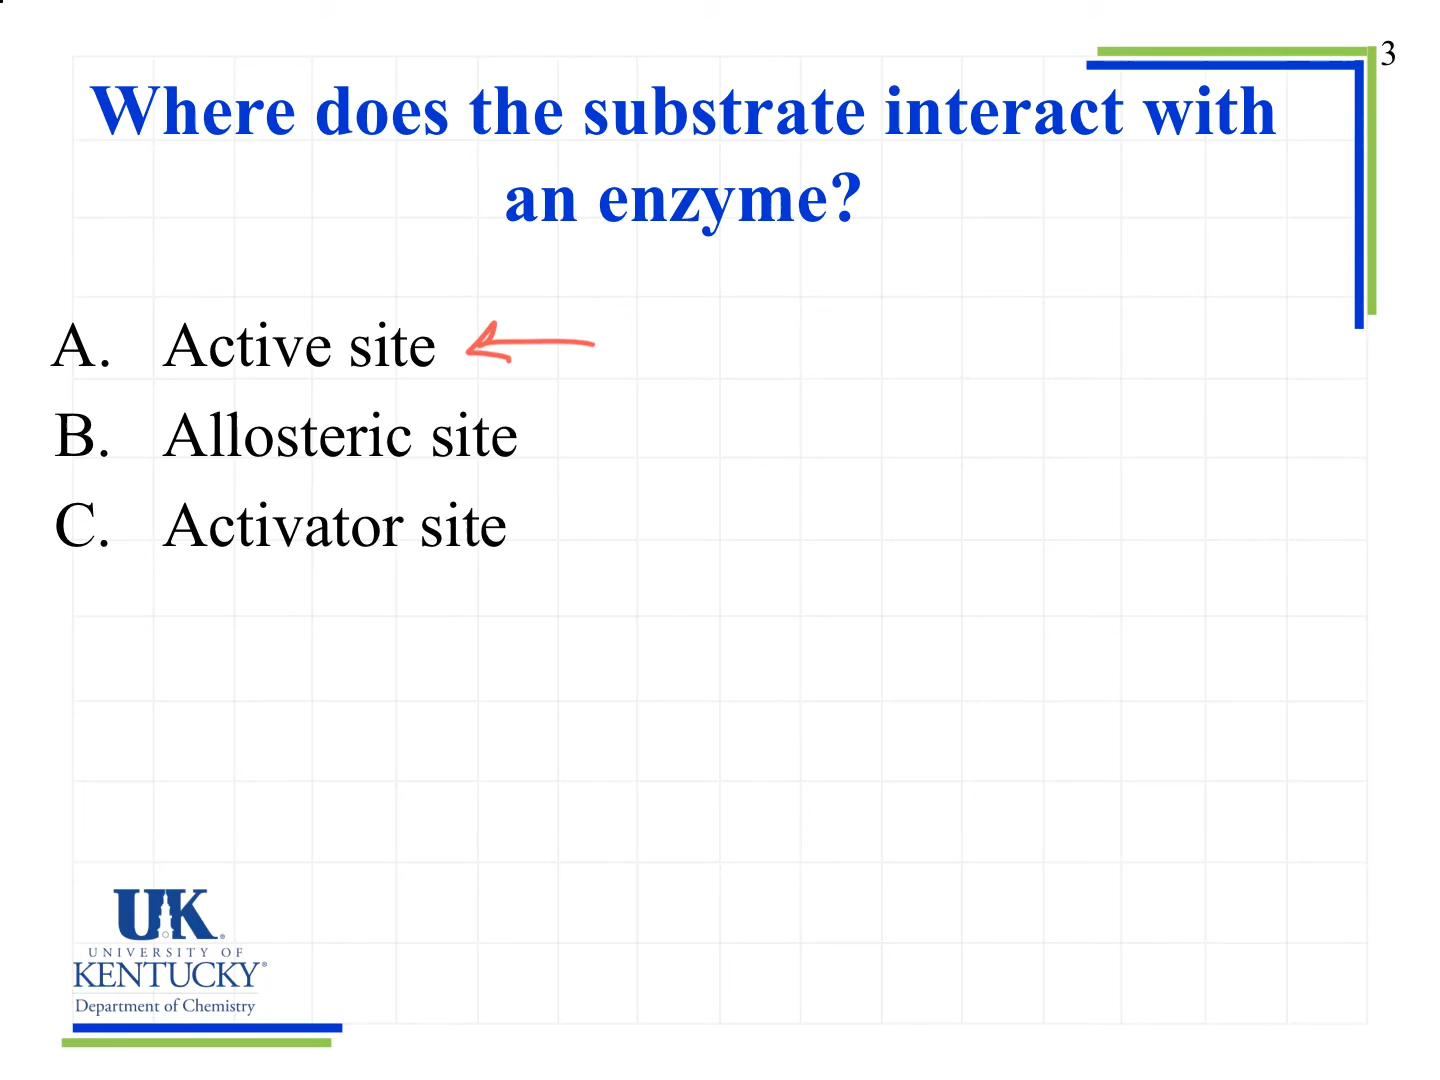 3
Where does the substrate interact with
an enzyme?
A. Active site
B. Allosteric site
C. Activator site
UK®
UNIVERSITY OF
KENTUCKY®
Department of Chemistry